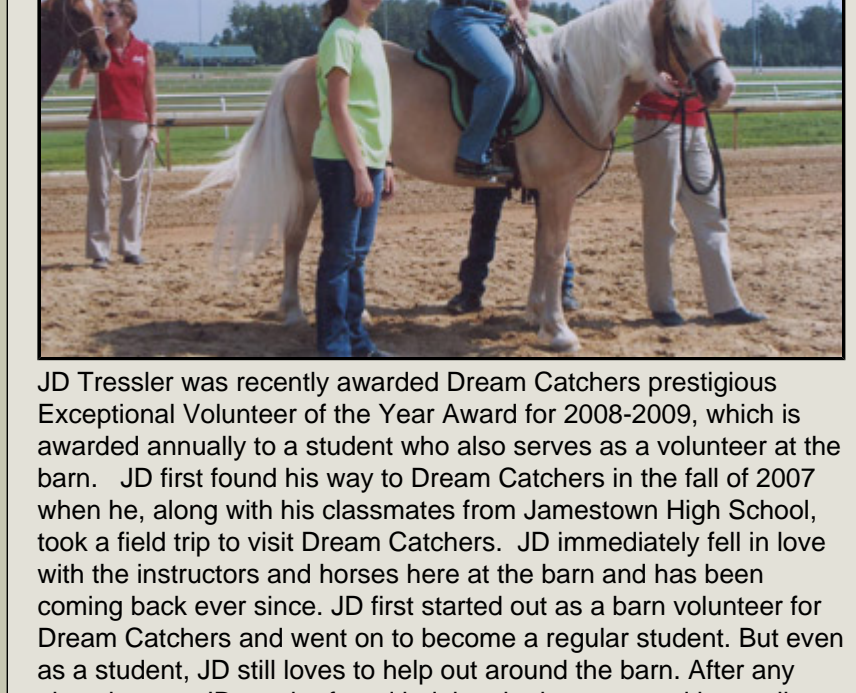 JD Tressler was recently awarded Dream Catchers prestigious
Exceptional Volunteer of the Year Award for 2008-2009, which is
awarded annually to a student who also serves as a volunteer at the
barn.   JD first found his way to Dream Catchers in the fall of 2007
when he, along with his classmates from Jamestown High School,
took a field trip to visit Dream Catchers.  JD immediately fell in love
with the instructors and horses here at the barn and has been
coming back ever since. JD first started out as a barn volunteer for
Dream Catchers and went on to become a regular student. But even
as a student, JD still loves to help out around the barn. After any